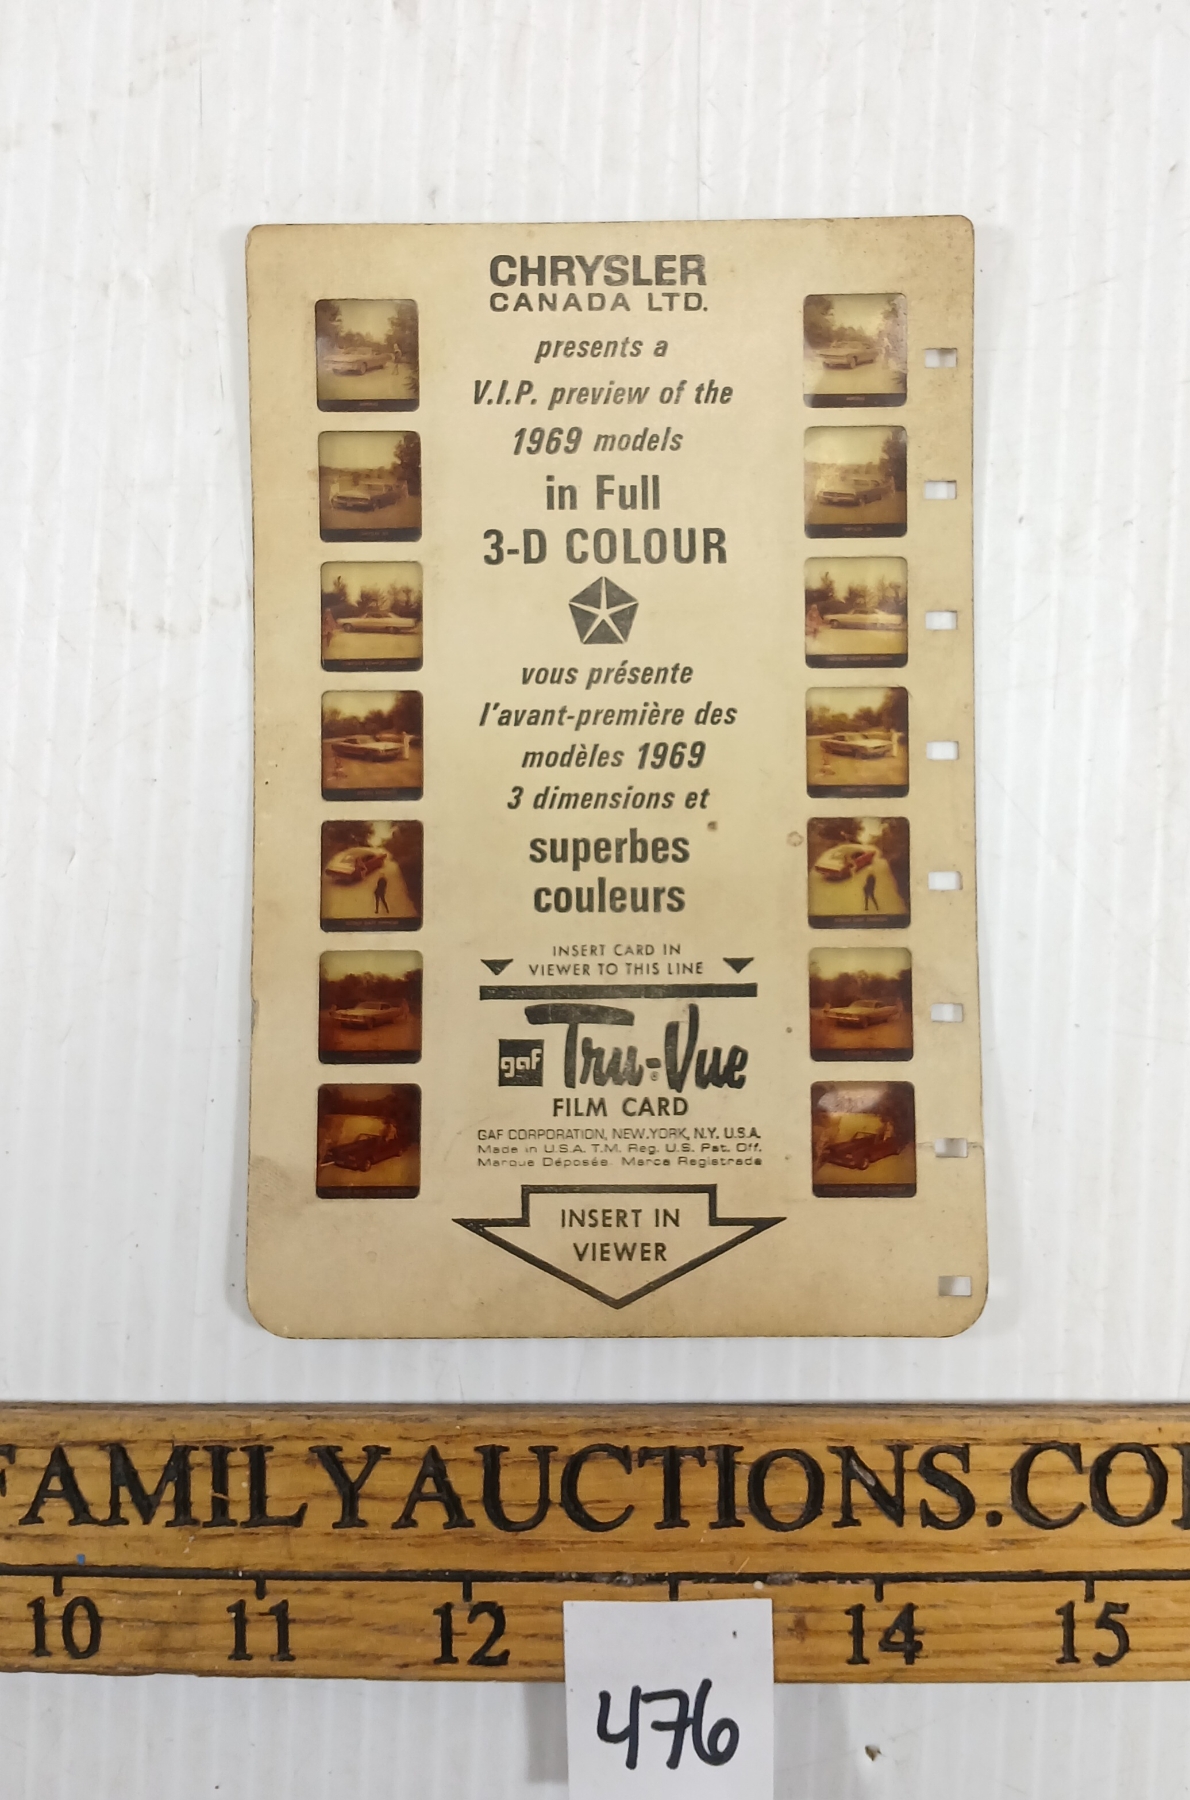 CHRYSLER
CANADA LTD.
presents a
V.I.P. preview of the
1969 models
in Full
3-D COLOUR
vous présente
l'avant-première des
modèles 1969
3 dimensions et
superbes
couleurs
INSERT CARD IN
VIEWER TO THIS LINE
gaf Tru-Vue®
FILM CARD
GAF CORPORATION, NEW YORK, N.Y. U.S.A.
Made in U.S.A. T.M. Reg. U.S. Pat. Off.
Marque Déposée Marca Registrada
INSERT IN
VIEWER
FAMILYAUCTIONS.CO
10 11 12 14 15
476